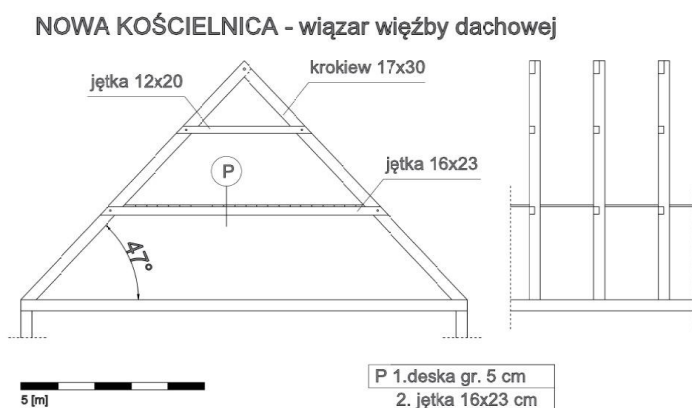 NOWA KOŚCIELNICA - wiązar więźby dachowej
jętka 12x20
krokiew 17x30
P
jętka 16x23
47°
5 [m]
P 1.deska gr. 5 cm
2. jętka 16x23 cm